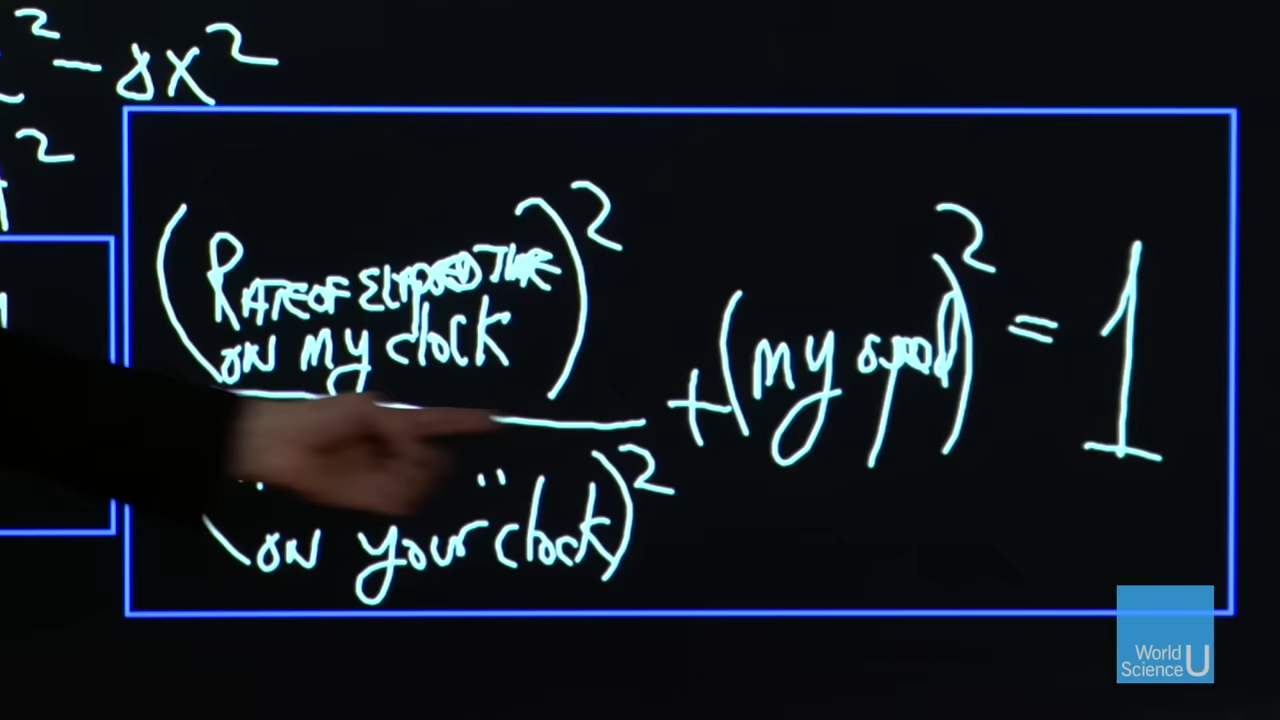 ² - δx²
²
(Rate of Elapsed Time
on my clock)²
+ (my speed)² = 1
" "
(on your clock)²
World
Science U